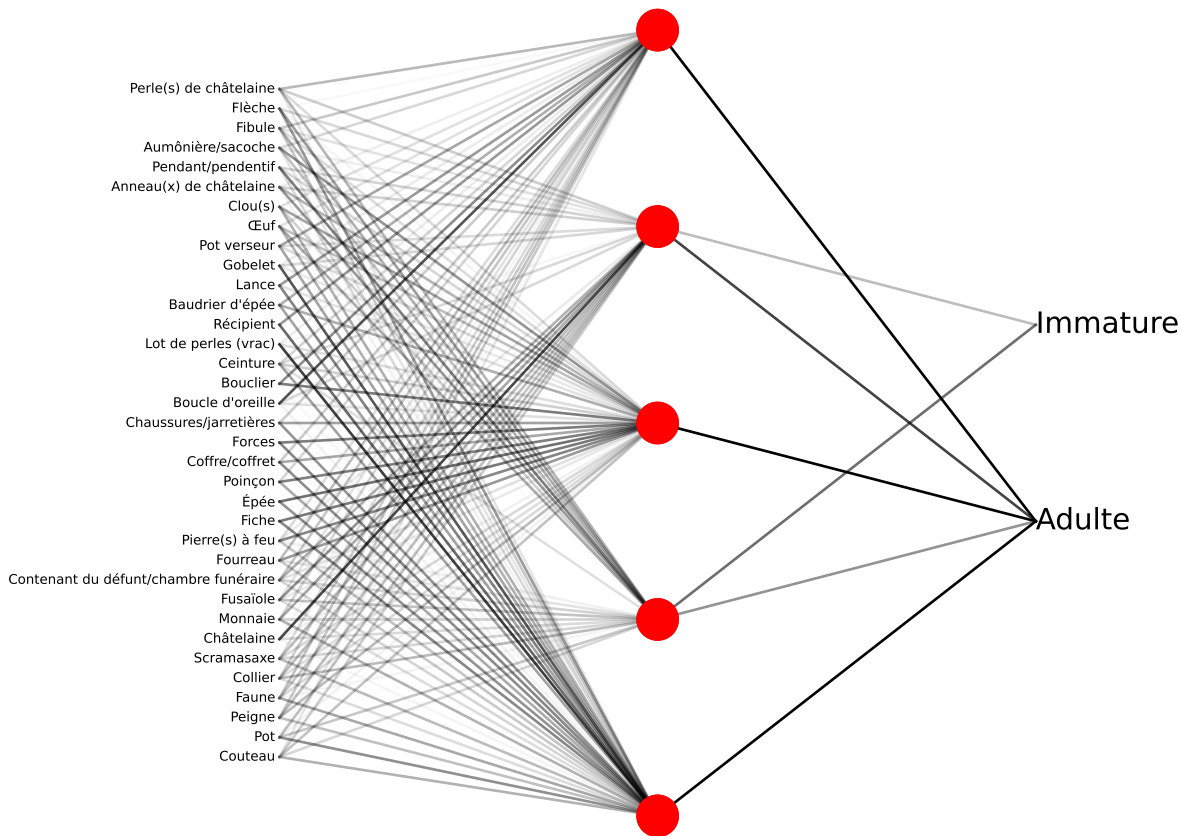 Perle(s) de châtelaine
Flèche
Fibule
Aumônière/sacoche
Pendant/pendentif
Anneau(x) de châtelaine
Clou(s)
Œuf
Pot verseur
Gobelet
Lance
Baudrier d'épée
Récipient
Lot de perles (vrac)
Ceinture
Bouclier
Boucle d'oreille
Chaussures/jarretières
Forces
Coffre/coffret
Poinçon
Épée
Fiche
Pierre(s) à feu
Fourreau
Contenant du défunt/chambre funéraire
Fusaïole
Monnaie
Châtelaine
Scramasaxe
Collier
Faune
Peigne
Pot
Couteau
Immature
Adulte